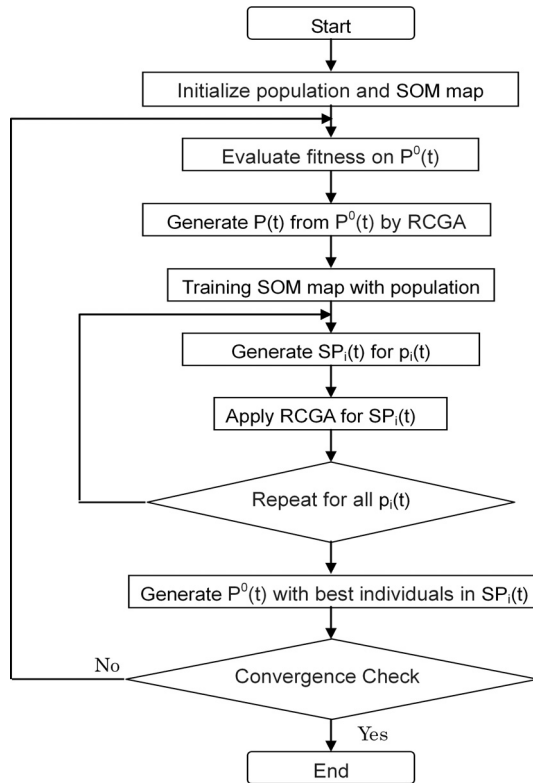 Start
Initialize population and SOM map
Evaluate fitness on P⁰(t)
Generate P(t) from P⁰(t) by RCGA
Training SOM map with population
Generate SPᵢ(t) for pᵢ(t)
Apply RCGA for SPᵢ(t)
Repeat for all pᵢ(t)
Generate P⁰(t) with best individuals in SPᵢ(t)
No
Convergence Check
Yes
End